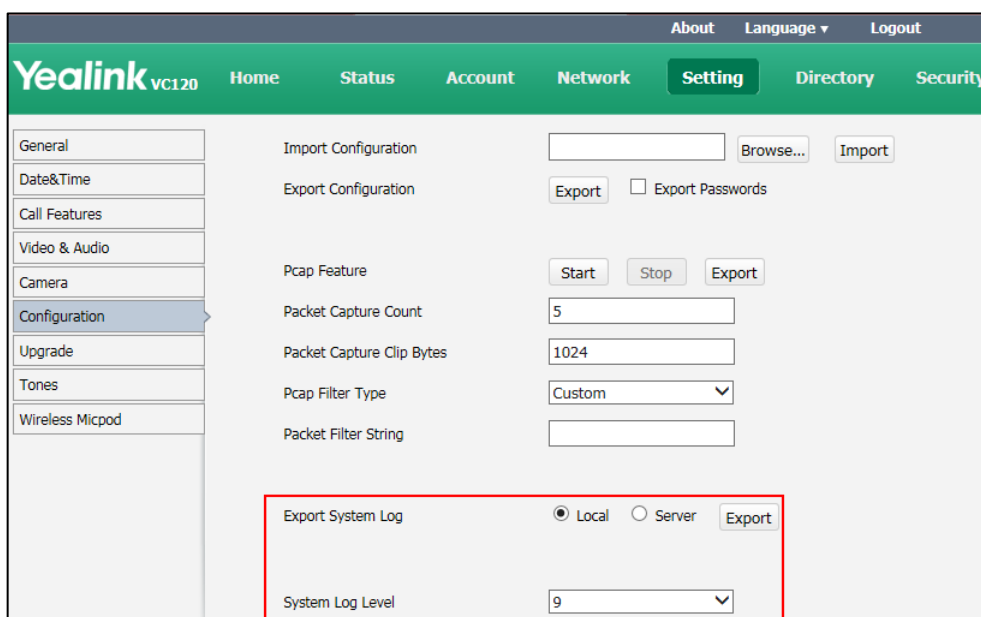 About Language ▾ Logout
Yealink VC120 Home Status Account Network Setting Directory Security
General
Date&Time
Call Features
Video & Audio
Camera
Configuration
Upgrade
Tones
Wireless Micpod
Import Configuration Browse... Import
Export Configuration Export Export Passwords
Pcap Feature Start Stop Export
Packet Capture Count 5
Packet Capture Clip Bytes 1024
Pcap Filter Type Custom
Packet Filter String
Export System Log Local Server Export
System Log Level 9